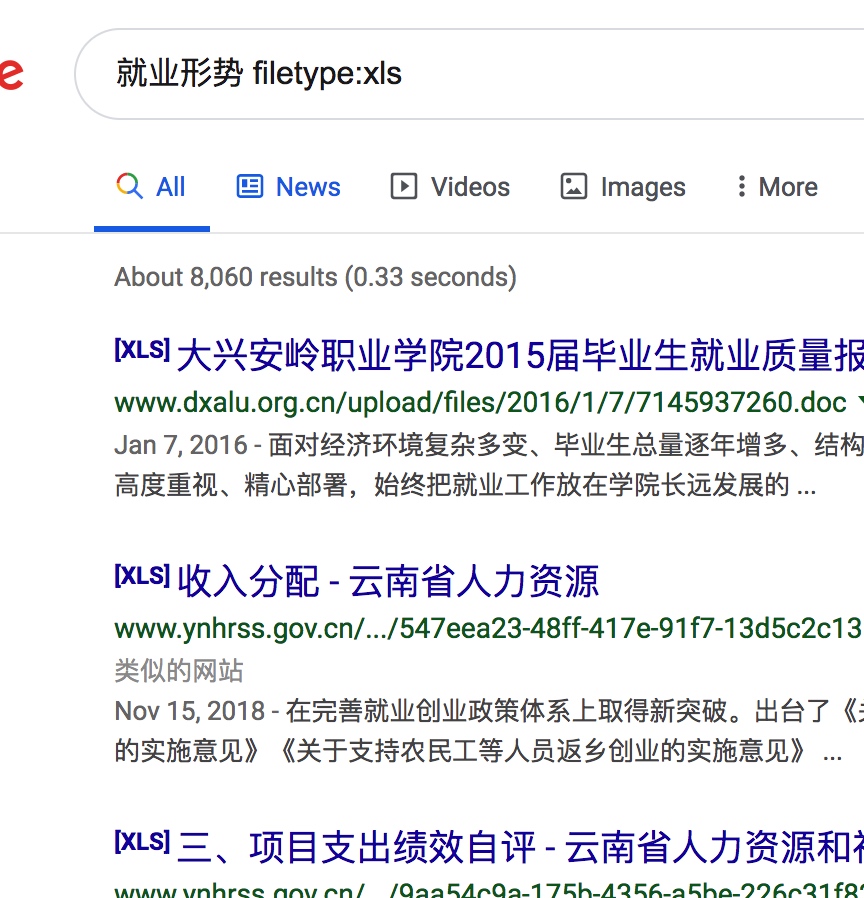 e
就业形势 filetype:xls
All News Videos Images More
About 8,060 results (0.33 seconds)
[XLS] 大兴安岭职业学院2015届毕业生就业质量报
www.dxalu.org.cn/upload/files/2016/1/7/7145937260.doc
Jan 7, 2016 - 面对经济环境复杂多变、毕业生总量逐年增多、结构
高度重视、精心部署，始终把就业工作放在学院长远发展的 ...
[XLS] 收入分配 - 云南省人力资源
www.ynhrss.gov.cn/.../547eea23-48ff-417e-91f7-13d5c2c13
类似的网站
Nov 15, 2018 - 在完善就业创业政策体系上取得新突破。出台了《
的实施意见》《关于支持农民工等人员返乡创业的实施意见》 ...
[XLS] 三、项目支出绩效自评 - 云南省人力资源和
www.ynhrss.gov.cn/.../9aa54c9a-175b-4356-a5be-226c31f8